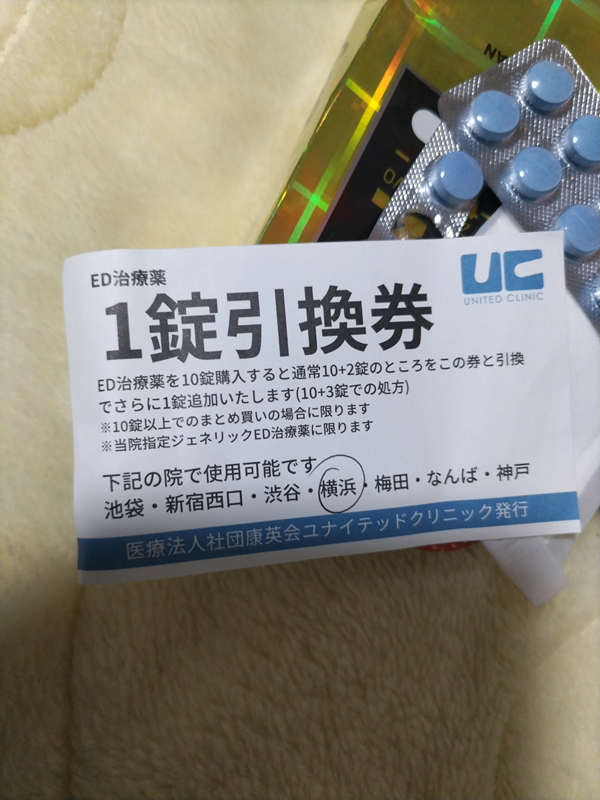 ED治療薬
1錠引換券
UC
UNITED CLINIC
ED治療薬を10錠購入すると通常10+2錠のところをこの券と引換
でさらに1錠追加いたします(10+3錠での処方)
※10錠以上でのまとめ買いの場合に限ります
※当院指定ジェネリックED治療薬に限ります
下記の院で使用可能です
池袋・新宿西口・渋谷・横浜・梅田・なんば・神戸
医療法人社団康英会ユナイテッドクリニック発行